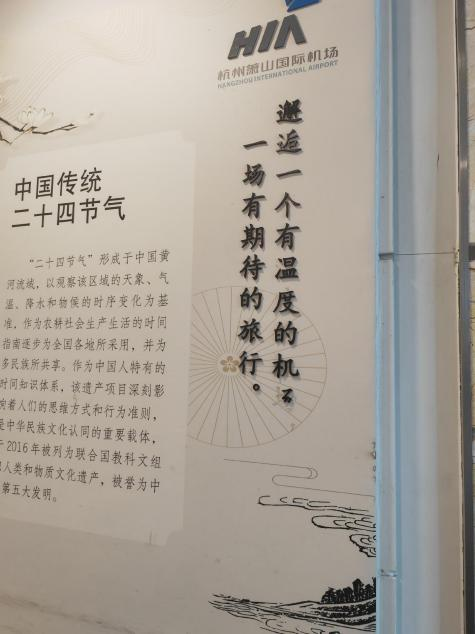 HIA
杭州萧山国际机场
HANGZHOU INTERNATIONAL AIRPORT
邂逅一个有温度的机
一场有期待的旅行。
中国传统
二十四节气
“二十四节气”形成于中国黄
河流域，以观察该区域的天象、气
温、降水和物候的时序变化为基
准，作为农耕社会生产生活的时间
指南逐步为全国各地所采用，并为
多民族所共享。作为中国人特有的
时间知识体系，该遗产项目深刻影
响着人们的思维方式和行为准则，
是中华民族文化认同的重要载体，
于2016年被列为联合国教科文组
人类和物质文化遗产，被誉为中
第五大发明。